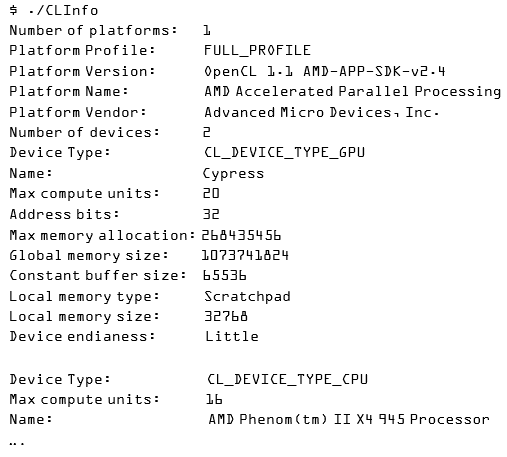 $ ./CLInfo
Number of platforms: 1
Platform Profile: FULL_PROFILE
Platform Version: OpenCL 1.1 AMD-APP-SDK-v2.4
Platform Name: AMD Accelerated Parallel Processing
Platform Vendor: Advanced Micro Devices, Inc.
Number of devices: 2
Device Type: CL_DEVICE_TYPE_GPU
Name: Cypress
Max compute units: 20
Address bits: 32
Max memory allocation: 268435456
Global memory size: 1073741824
Constant buffer size: 65536
Local memory type: Scratchpad
Local memory size: 32768
Device endianess: Little
Device Type: CL_DEVICE_TYPE_CPU
Max compute units: 16
Name: AMD Phenom(tm) II X4 945 Processor
...